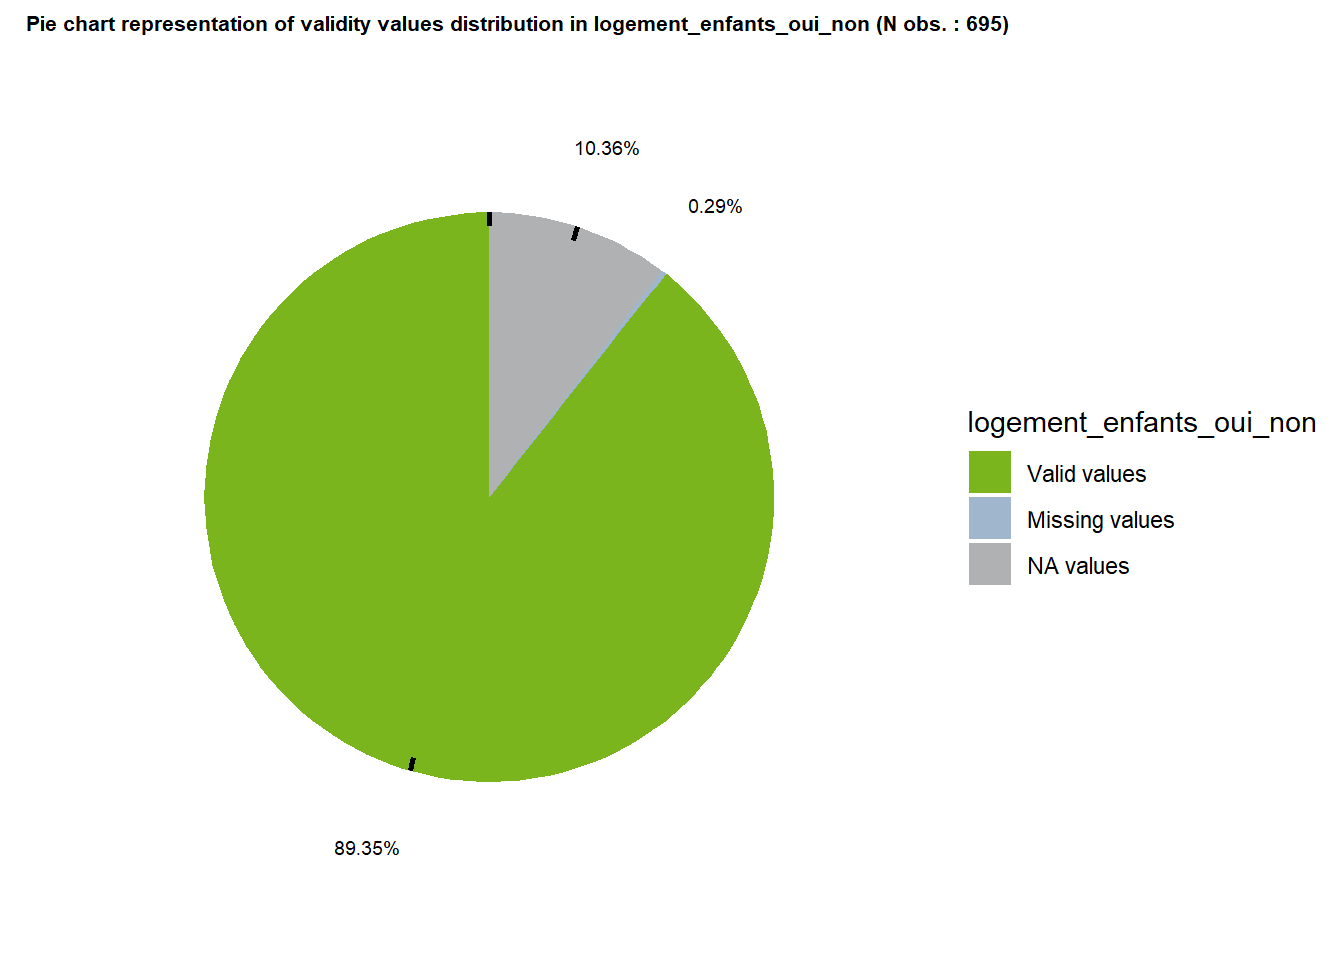 Pie chart representation of validity values distribution in logement_enfants_oui_non (N obs. : 695)
10.36%
0.29%
logement_enfants_oui_non
Valid values
Missing values
NA values
89.35%